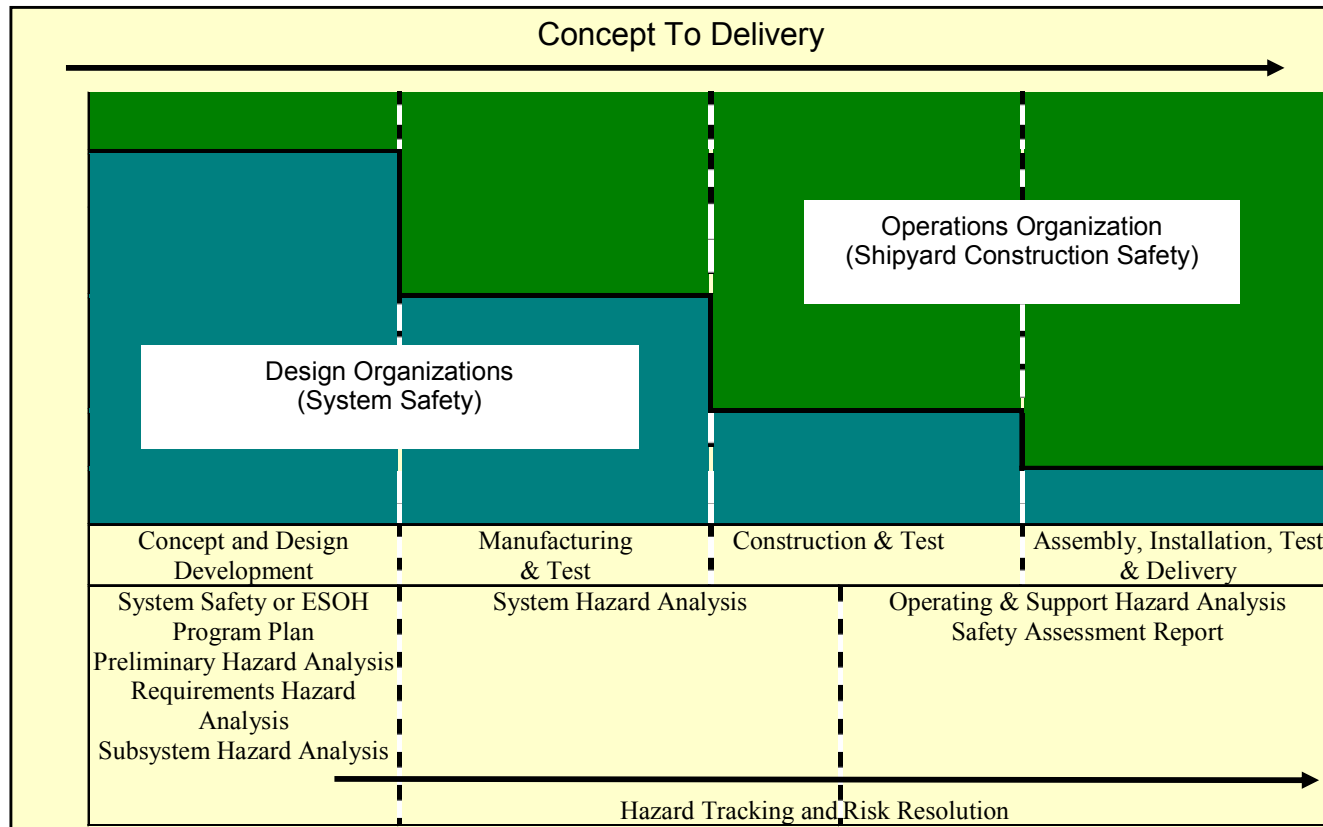 Concept To Delivery
Operations Organization
(Shipyard Construction Safety)
Design Organizations
(System Safety)
Concept and Design
Development
Manufacturing
& Test
Construction & Test
Assembly, Installation, Test
& Delivery
System Safety or ESOH
Program Plan
Preliminary Hazard Analysis
Requirements Hazard
Analysis
Subsystem Hazard Analysis
System Hazard Analysis
Operating & Support Hazard Analysis
Safety Assessment Report
Hazard Tracking and Risk Resolution